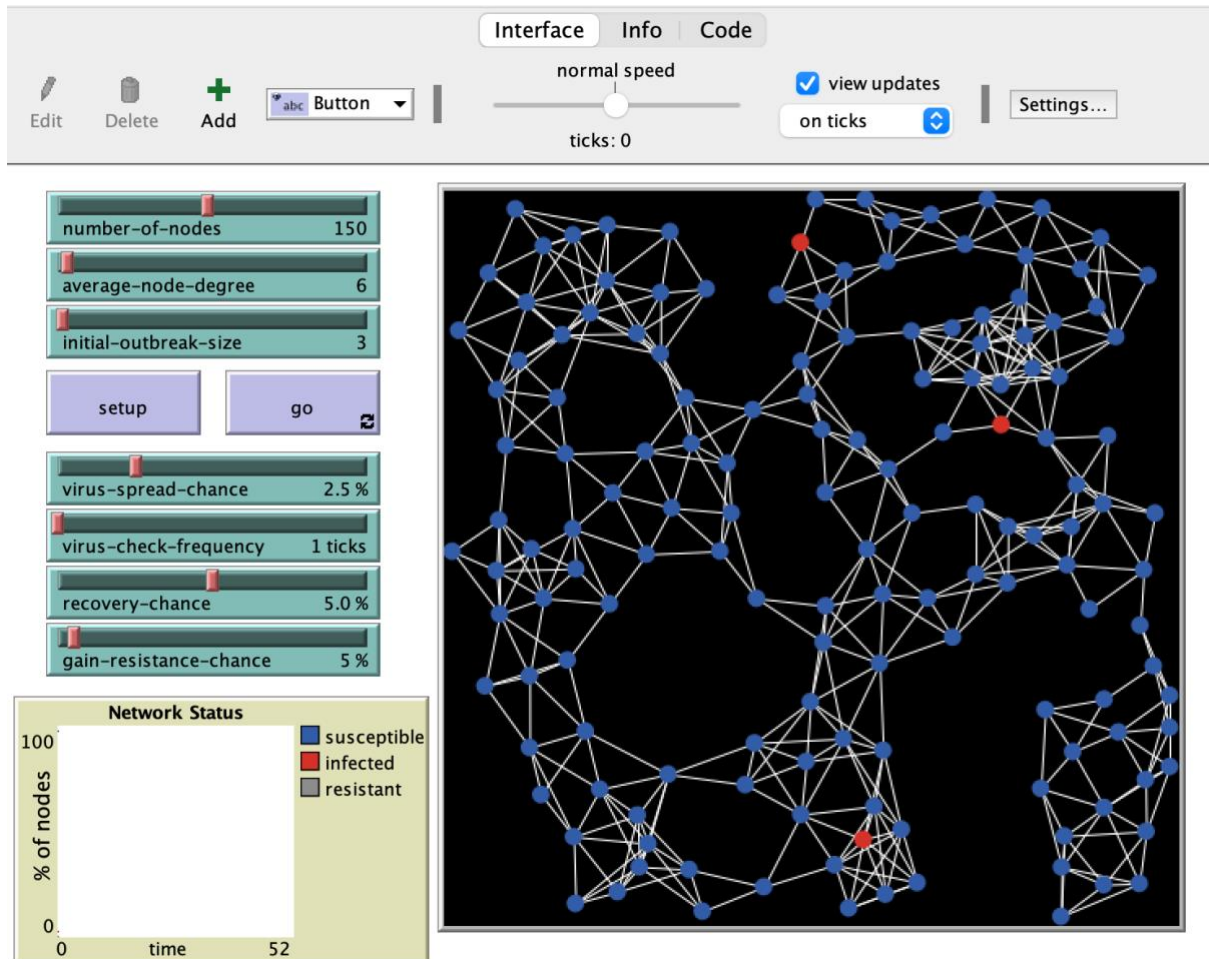 Interface Info Code
Edit Delete Add abc Button normal speed view updates Settings...
ticks: 0 on ticks
number-of-nodes 150
average-node-degree 6
initial-outbreak-size 3
setup go
virus-spread-chance 2.5 %
virus-check-frequency 1 ticks
recovery-chance 5.0 %
gain-resistance-chance 5 %
Network Status
100
% of nodes
0
0 time 52
susceptible
infected
resistant